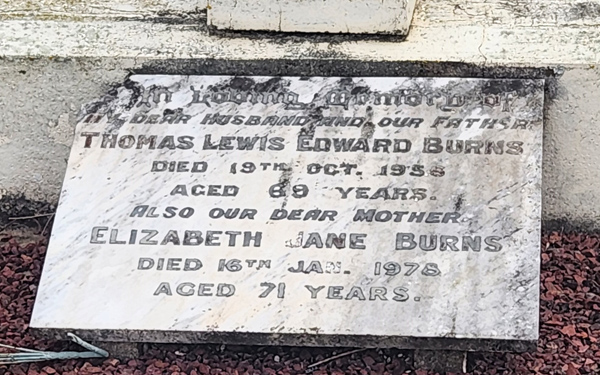 In Loving Memory of
MY DEAR HUSBAND AND OUR FATHER
THOMAS LEWIS EDWARD BURNS
DIED 19TH OCT. 1956
AGED 69 YEARS.
ALSO OUR DEAR MOTHER
ELIZABETH JANE BURNS
DIED 16TH JAN. 1978
AGED 71 YEARS.